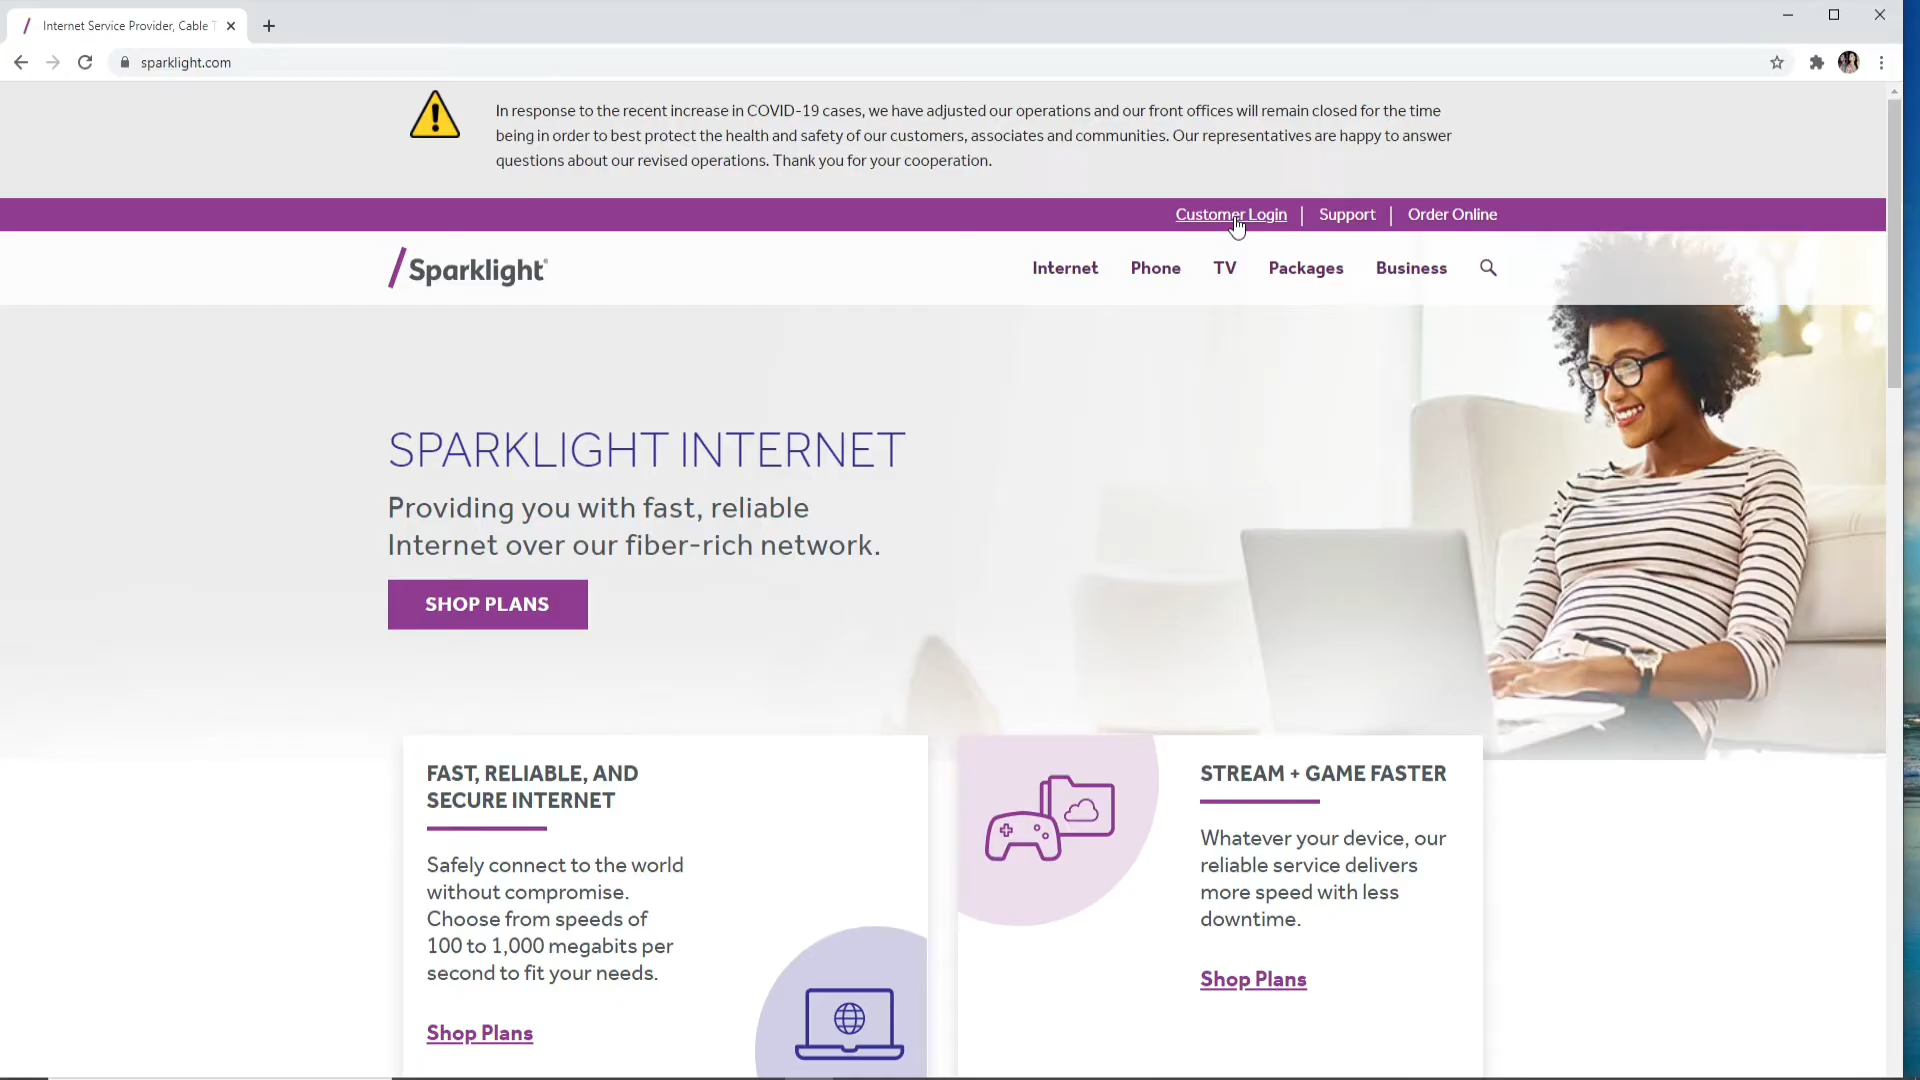 Internet Service Provider, Cable T
sparklight.com
In response to the recent increase in COVID-19 cases, we have adjusted our operations and our front offices will remain closed for the time
being in order to best protect the health and safety of our customers, associates and communities. Our representatives are happy to answer
questions about our revised operations. Thank you for your cooperation.
Customer Login | Support | Order Online
Sparklight®
Internet Phone TV Packages Business
SPARKLIGHT INTERNET
Providing you with fast, reliable
Internet over our fiber-rich network.
SHOP PLANS
FAST, RELIABLE, AND
SECURE INTERNET
Safely connect to the world
without compromise.
Choose from speeds of
100 to 1,000 megabits per
second to fit your needs.
Shop Plans
STREAM + GAME FASTER
Whatever your device, our
reliable service delivers
more speed with less
downtime.
Shop Plans